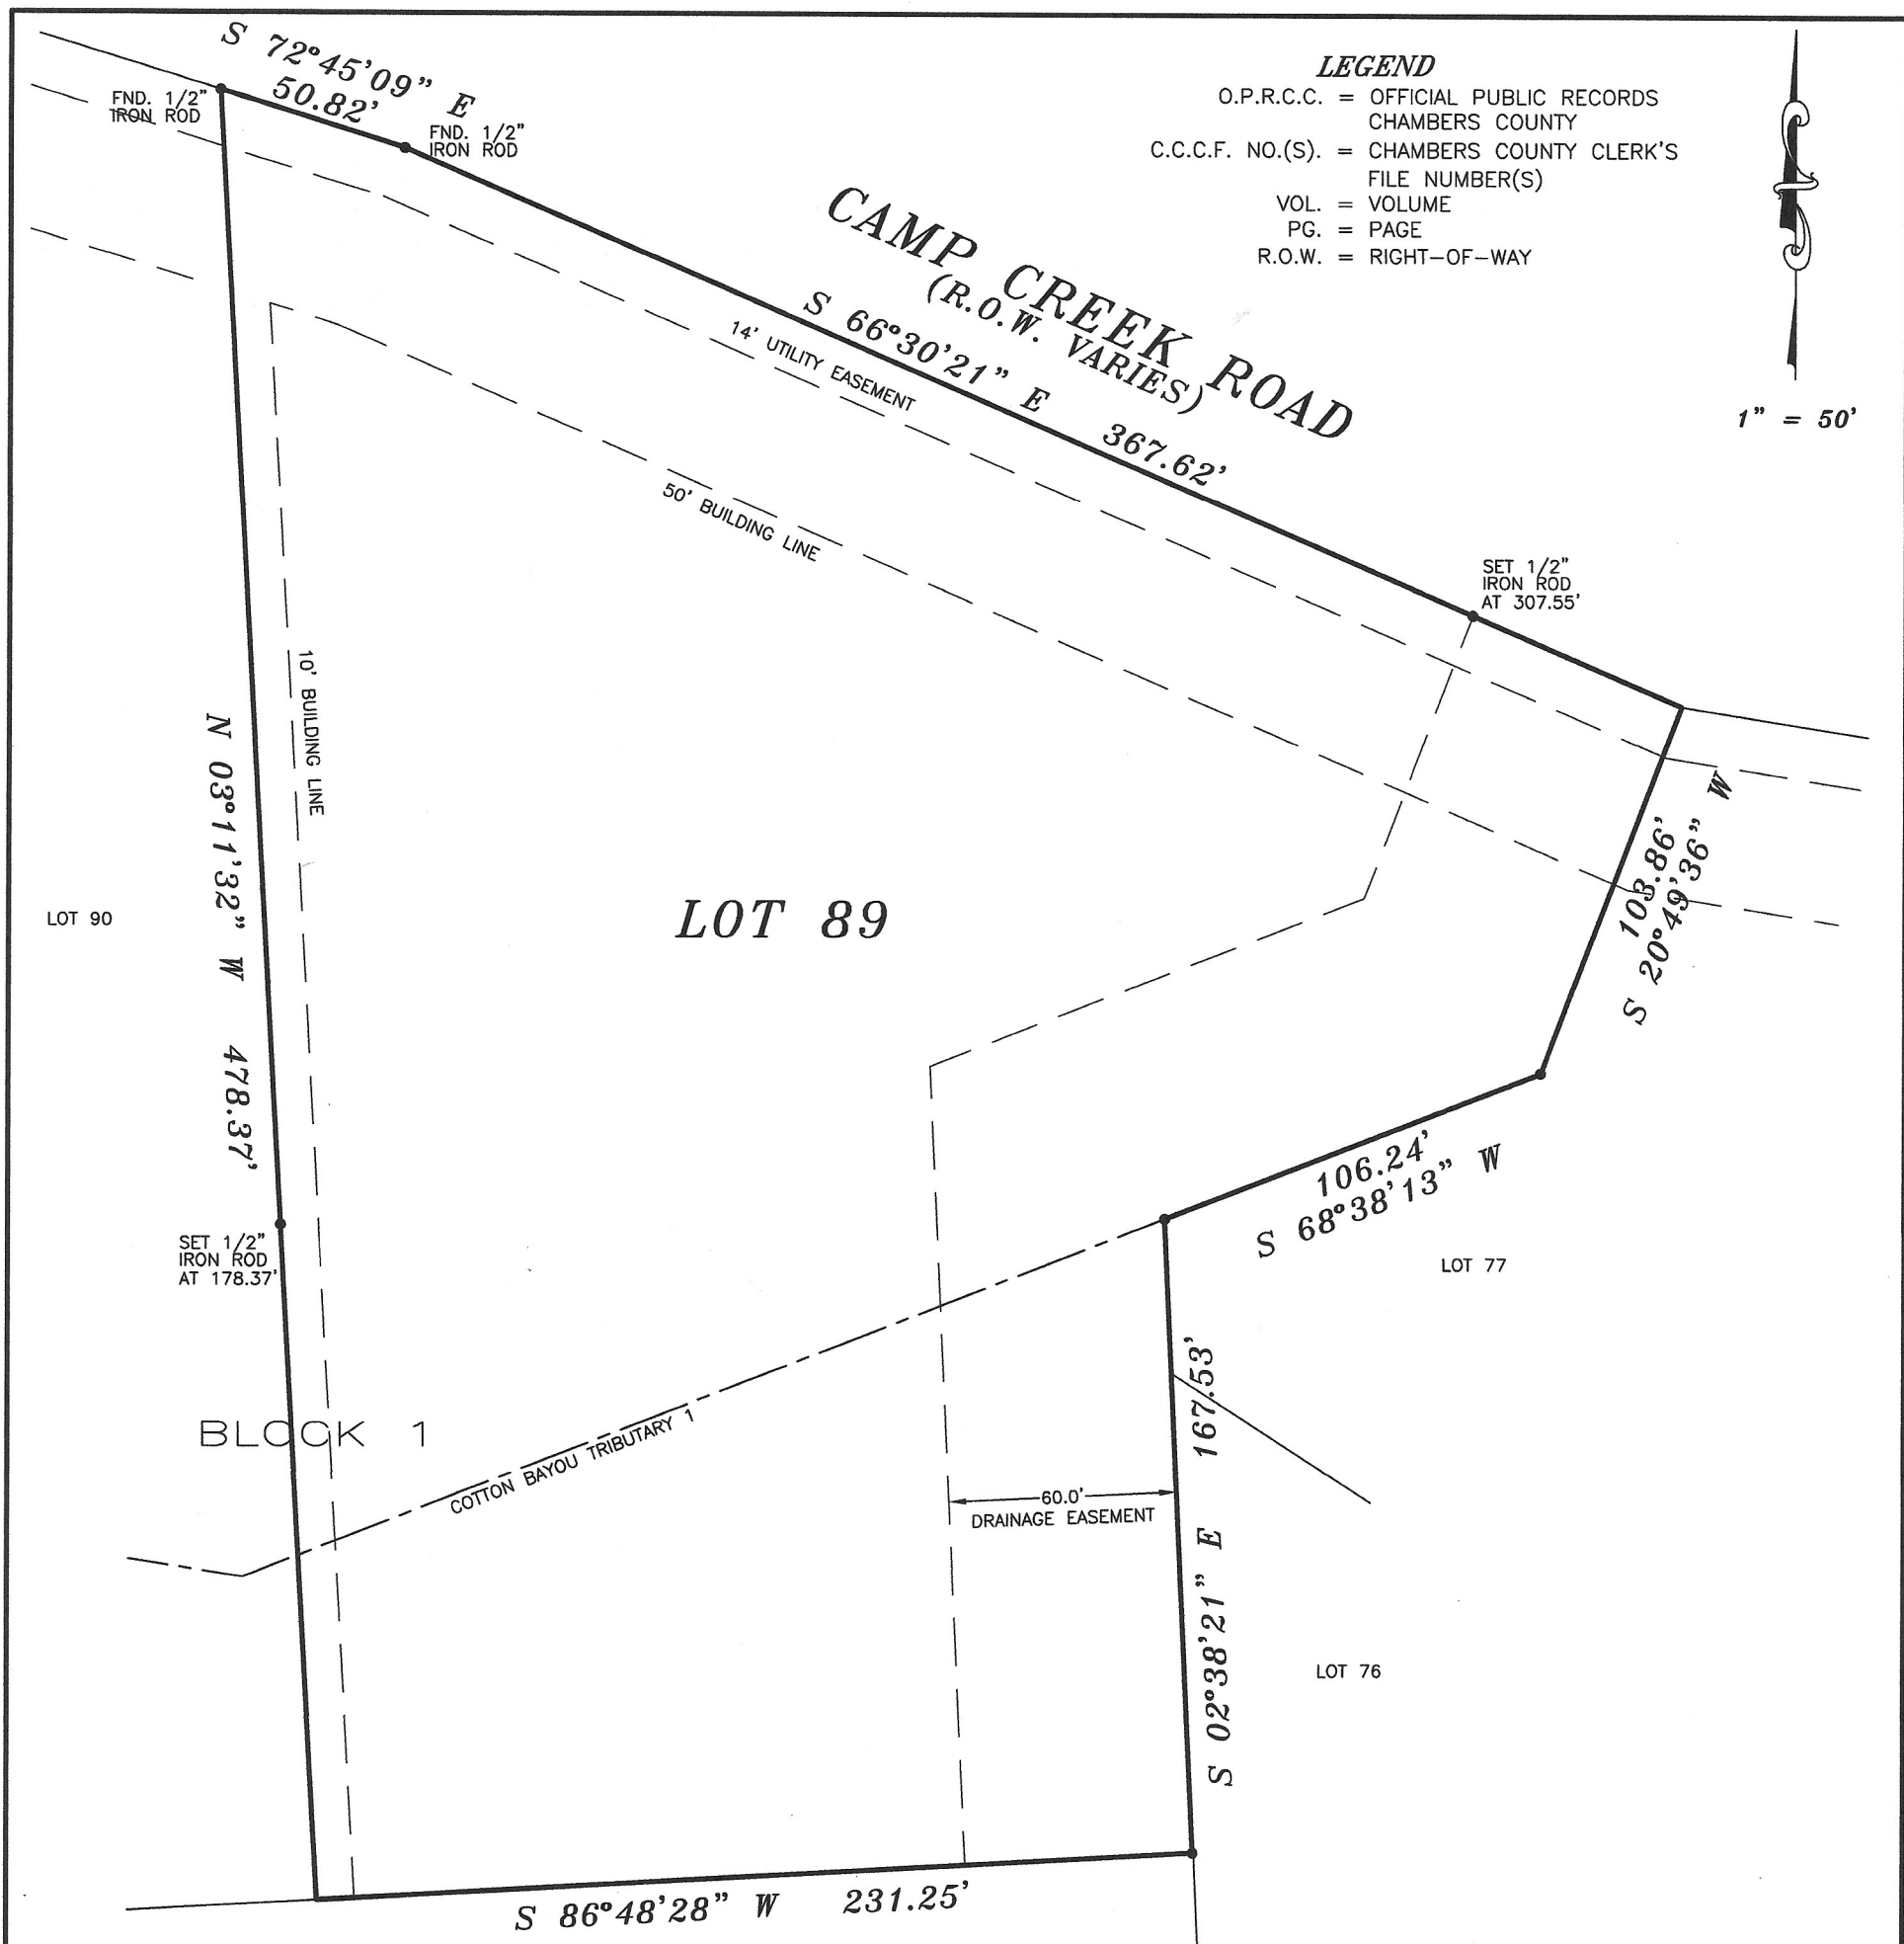 S 72°45'09" E
50.82'
FND. 1/2"
IRON ROD
FND. 1/2"
IRON ROD
LEGEND
O.P.R.C.C. = OFFICIAL PUBLIC RECORDS
CHAMBERS COUNTY
C.C.C.F. NO.(S). = CHAMBERS COUNTY CLERK'S
FILE NUMBER(S)
VOL. = VOLUME
PG. = PAGE
R.O.W. = RIGHT-OF-WAY
1" = 50'
CAMP CREEK ROAD
(R.O.W. VARIES)
S 66°30'21" E 367.62'
14' UTILITY EASEMENT
50' BUILDING LINE
SET 1/2"
IRON ROD
AT 307.55'
10' BUILDING LINE
N 03°11'32" W 478.37'
103.86'
S 20°49'36" W
LOT 90
LOT 89
106.24'
S 68°38'13" W
LOT 77
SET 1/2"
IRON ROD
AT 178.37'
BLOCK 1
COTTON BAYOU TRIBUTARY 1
60.0'
DRAINAGE EASEMENT
S 02°38'21" E 167.53'
LOT 76
S 86°48'28" W 231.25'